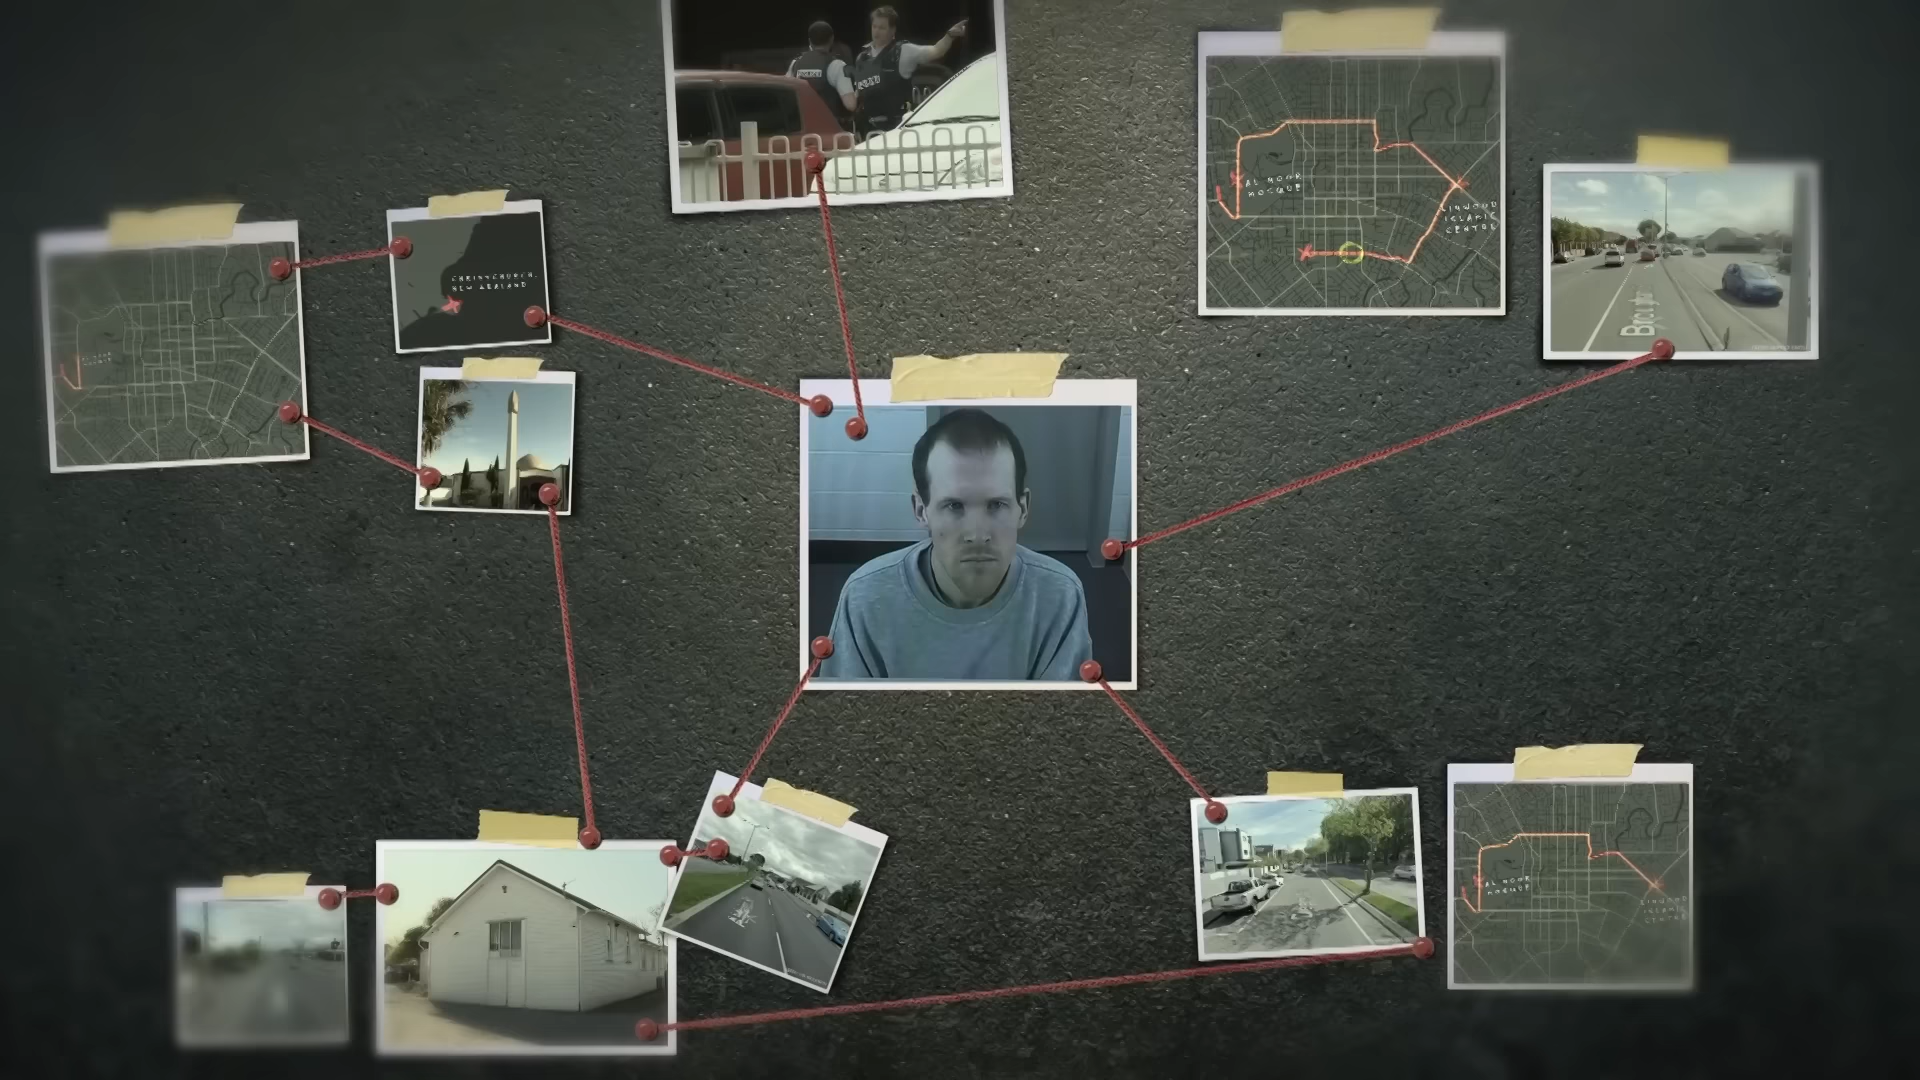 POLICE
CHRISTCHURCH,
NEW ZEALAND
AL NOOR
MOSQUE
LINWOOD
ISLAMIC
CENTRE
AL NOOR
MOSQUE
LINWOOD
ISLAMIC
CENTRE